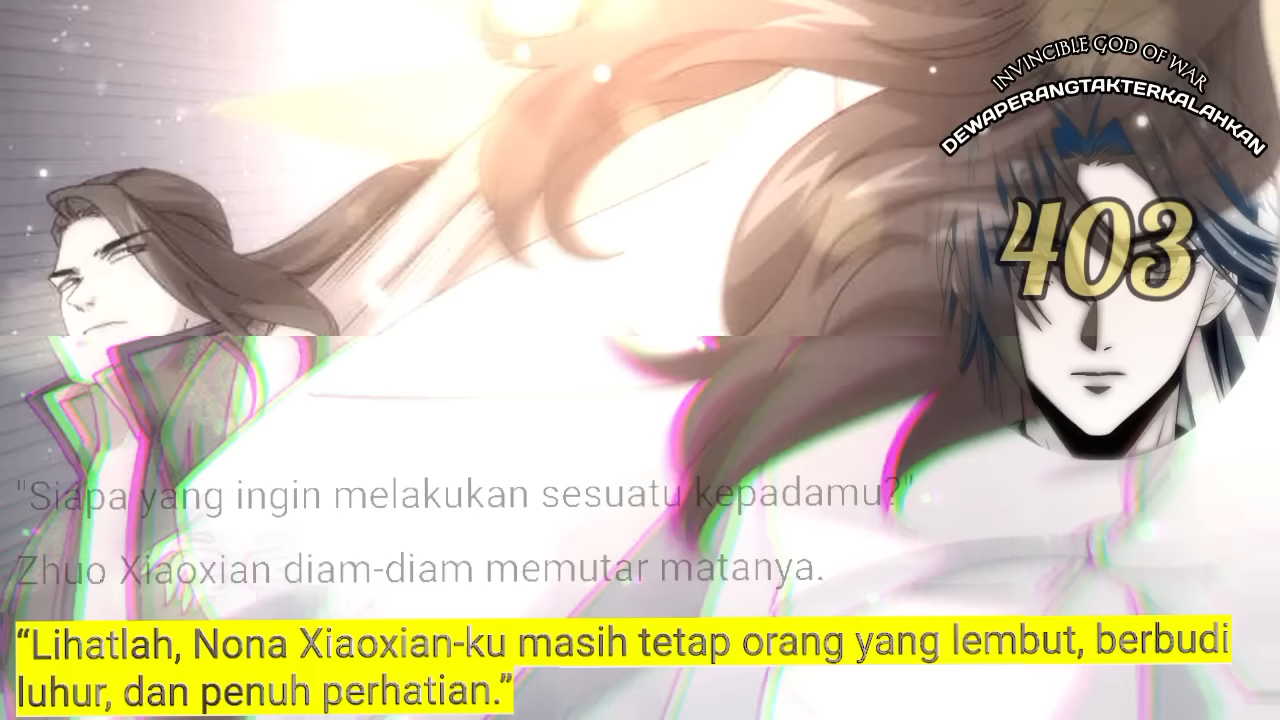 INVINCIBLE GOD OF WAR
DEWAPERANGTAKTERKALAHKAN
403
"Siapa yang ingin melakukan sesuatu kepadamu?"
Zhuo Xiaoxian diam-diam memutar matanya.
“Lihatlah, Nona Xiaoxian-ku masih tetap orang yang lembut, berbudi
luhur, dan penuh perhatian.”